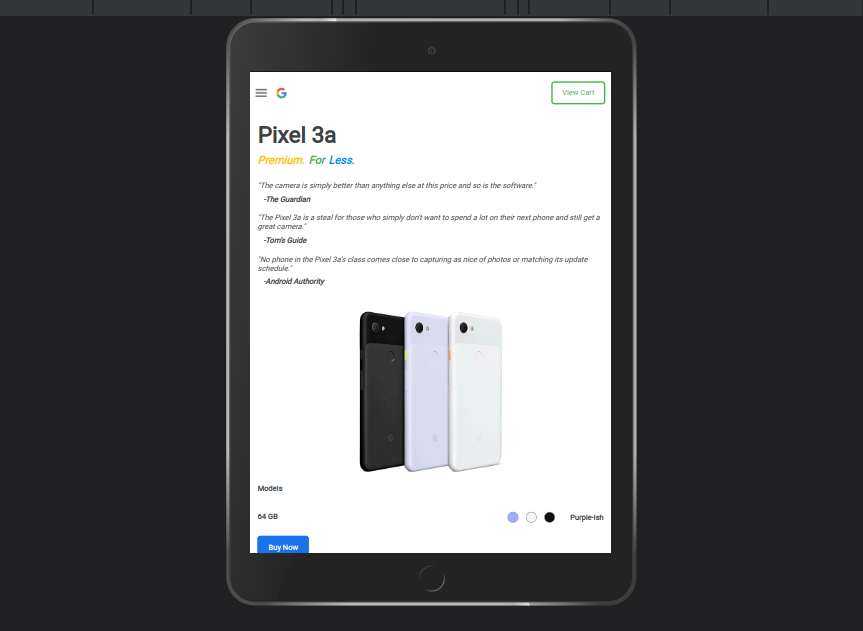 View Cart
Pixel 3a
Premium. For Less.
"The camera is simply better than anything else at this price and so is the software."
-The Guardian
"The Pixel 3a is a steal for those who simply don't want to spend a lot on their next phone and still get a
great camera."
-Tom's Guide
"No phone in the Pixel 3a's class comes close to capturing as nice of photos or matching its update
schedule."
-Android Authority
Models
64 GB
Purple-ish
Buy Now